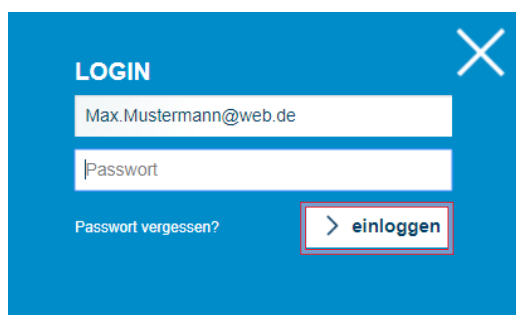 LOGIN
Max.Mustermann@web.de
Passwort
Passwort vergessen?
einloggen